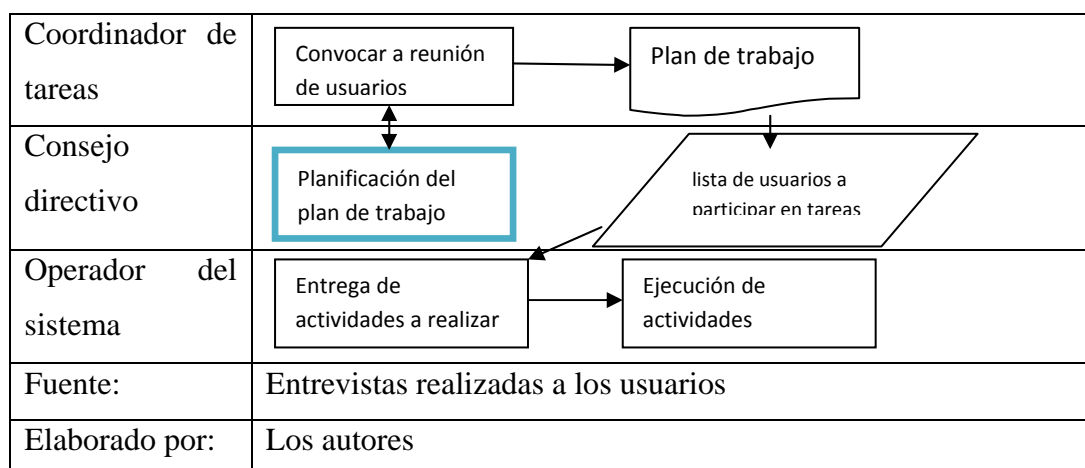 Coordinador de
tareas
Convocar a reunión
de usuarios
Plan de trabajo
Consejo
directivo
Planificación del
plan de trabajo
lista de usuarios a
participar en tareas
Operador del
sistema
Entrega de
actividades a realizar
Ejecución de
actividades
Fuente:
Entrevistas realizadas a los usuarios
Elaborado por:
Los autores